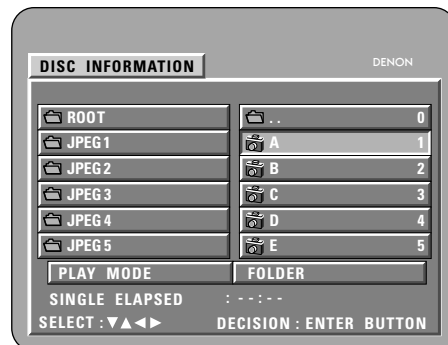 DISC INFORMATION DENON
ROOT .. 0
JPEG1 A 1
JPEG2 B 2
JPEG3 C 3
JPEG4 D 4
JPEG5 E 5
PLAY MODE FOLDER
SINGLE ELAPSED : --:--
SELECT : ▼▲◄► DECISION : ENTER BUTTON